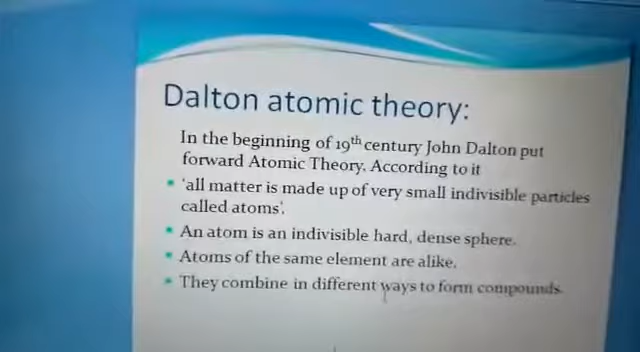 Dalton atomic theory:
In the beginning of 19th century John Dalton put
forward Atomic Theory. According to it
'all matter is made up of very small indivisible particles
called atoms'.
An atom is an indivisible hard, dense sphere.
Atoms of the same element are alike.
They combine in different ways to form compounds.